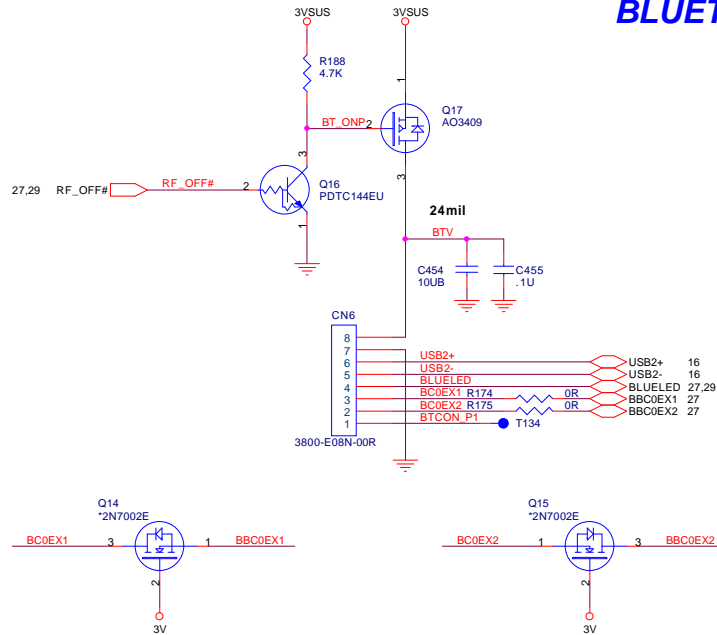 BLUET
3VSUS
3VSUS
R188
4.7K
1
Q17
AO3409
BT_ONP
2
3
27,29
RF_OFF#
RF_OFF#
2
Q16
PDTC144EU
3
1
24mil
BTV
C454
10UB
C455
.1U
CN6
8
7
6
USB2+
USB2+
16
5
USB2-
USB2-
16
4
BLUELED
BLUELED
27,29
3
BC0EX1
R174
0R
BBC0EX1
27
2
BC0EX2
R175
0R
BBC0EX2
27
1
BTCON_P1
T134
3800-E08N-00R
Q14
*2N7002E
BC0EX1
3
1
BBC0EX1
2
3V
Q15
*2N7002E
BC0EX2
1
3
BBC0EX2
2
3V